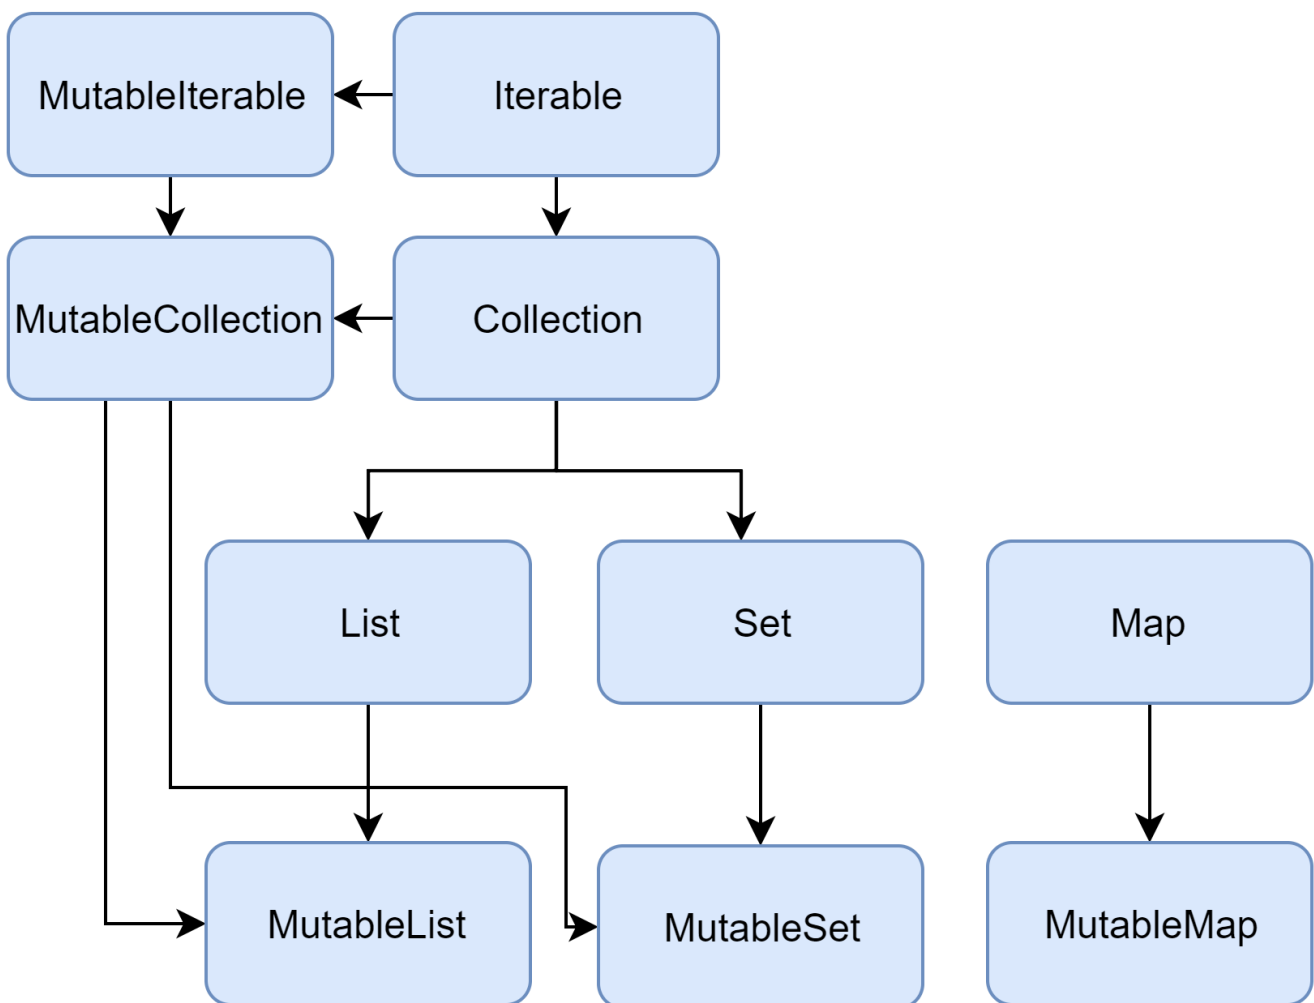 MutableIterable
Iterable
MutableCollection
Collection
List
Set
Map
MutableList
MutableSet
MutableMap